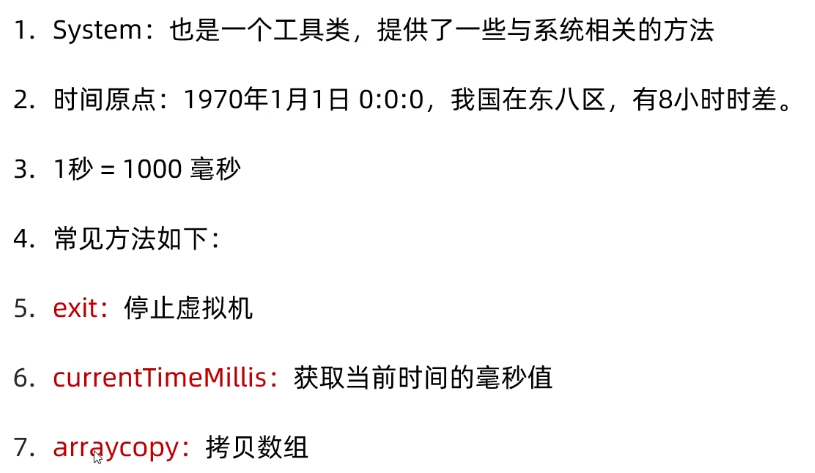 1. System：也是一个工具类，提供了一些与系统相关的方法
2. 时间原点：1970年1月1日 0:0:0，我国在东八区，有8小时时差。
3. 1秒 = 1000 毫秒
4. 常见方法如下：
5. exit：停止虚拟机
6. currentTimeMillis：获取当前时间的毫秒值
7. arraycopy：拷贝数组